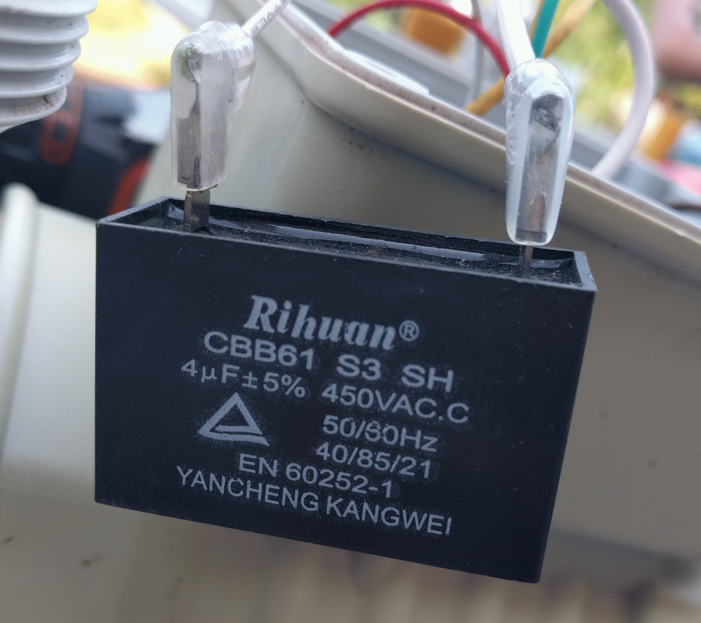 Rihuan®
CBB61 S3 SH
4μF±5% 450VAC.C
50/60Hz
40/85/21
EN 60252-1
YANCHENG KANGWEI